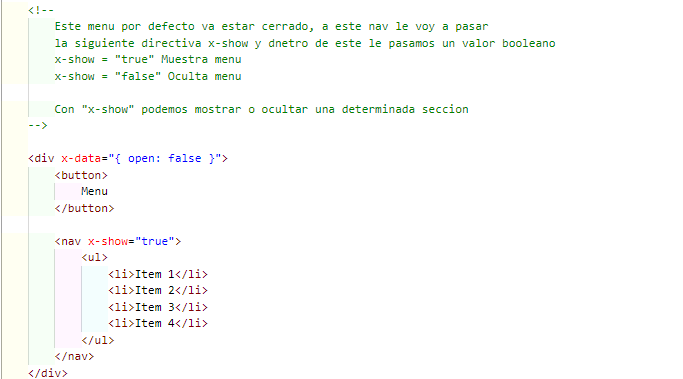 <!--
Este menu por defecto va estar cerrado, a este nav le voy a pasar
la siguiente directiva x-show y dnetro de este le pasamos un valor booleano
x-show = "true" Muestra menu
x-show = "false" Oculta menu
Con "x-show" podemos mostrar o ocultar una determinada seccion
-->
<div x-data="{ open: false }">
<button>
Menu
</button>
<nav x-show="true">
<ul>
<li>Item 1</li>
<li>Item 2</li>
<li>Item 3</li>
<li>Item 4</li>
</ul>
</nav>
</div>